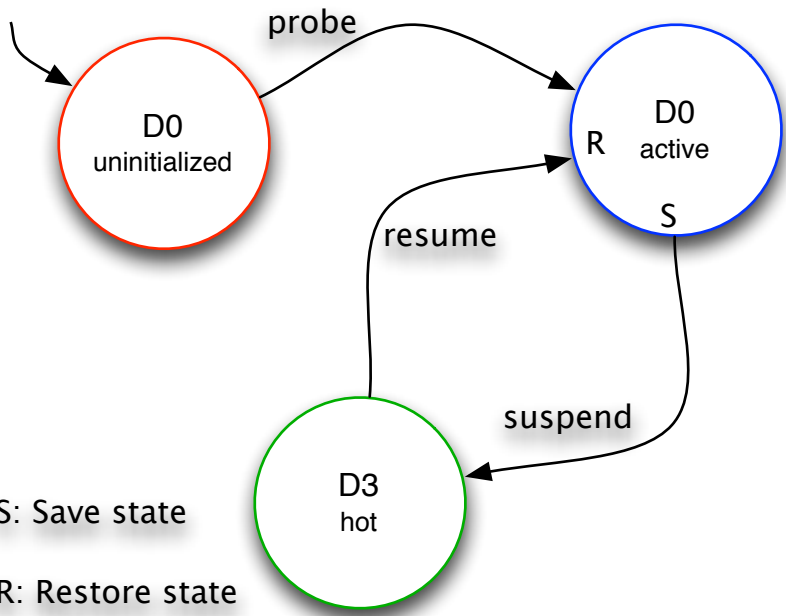 probe
D0
uninitialized
D0
R active
S
resume
suspend
D3
hot
S: Save state
R: Restore state